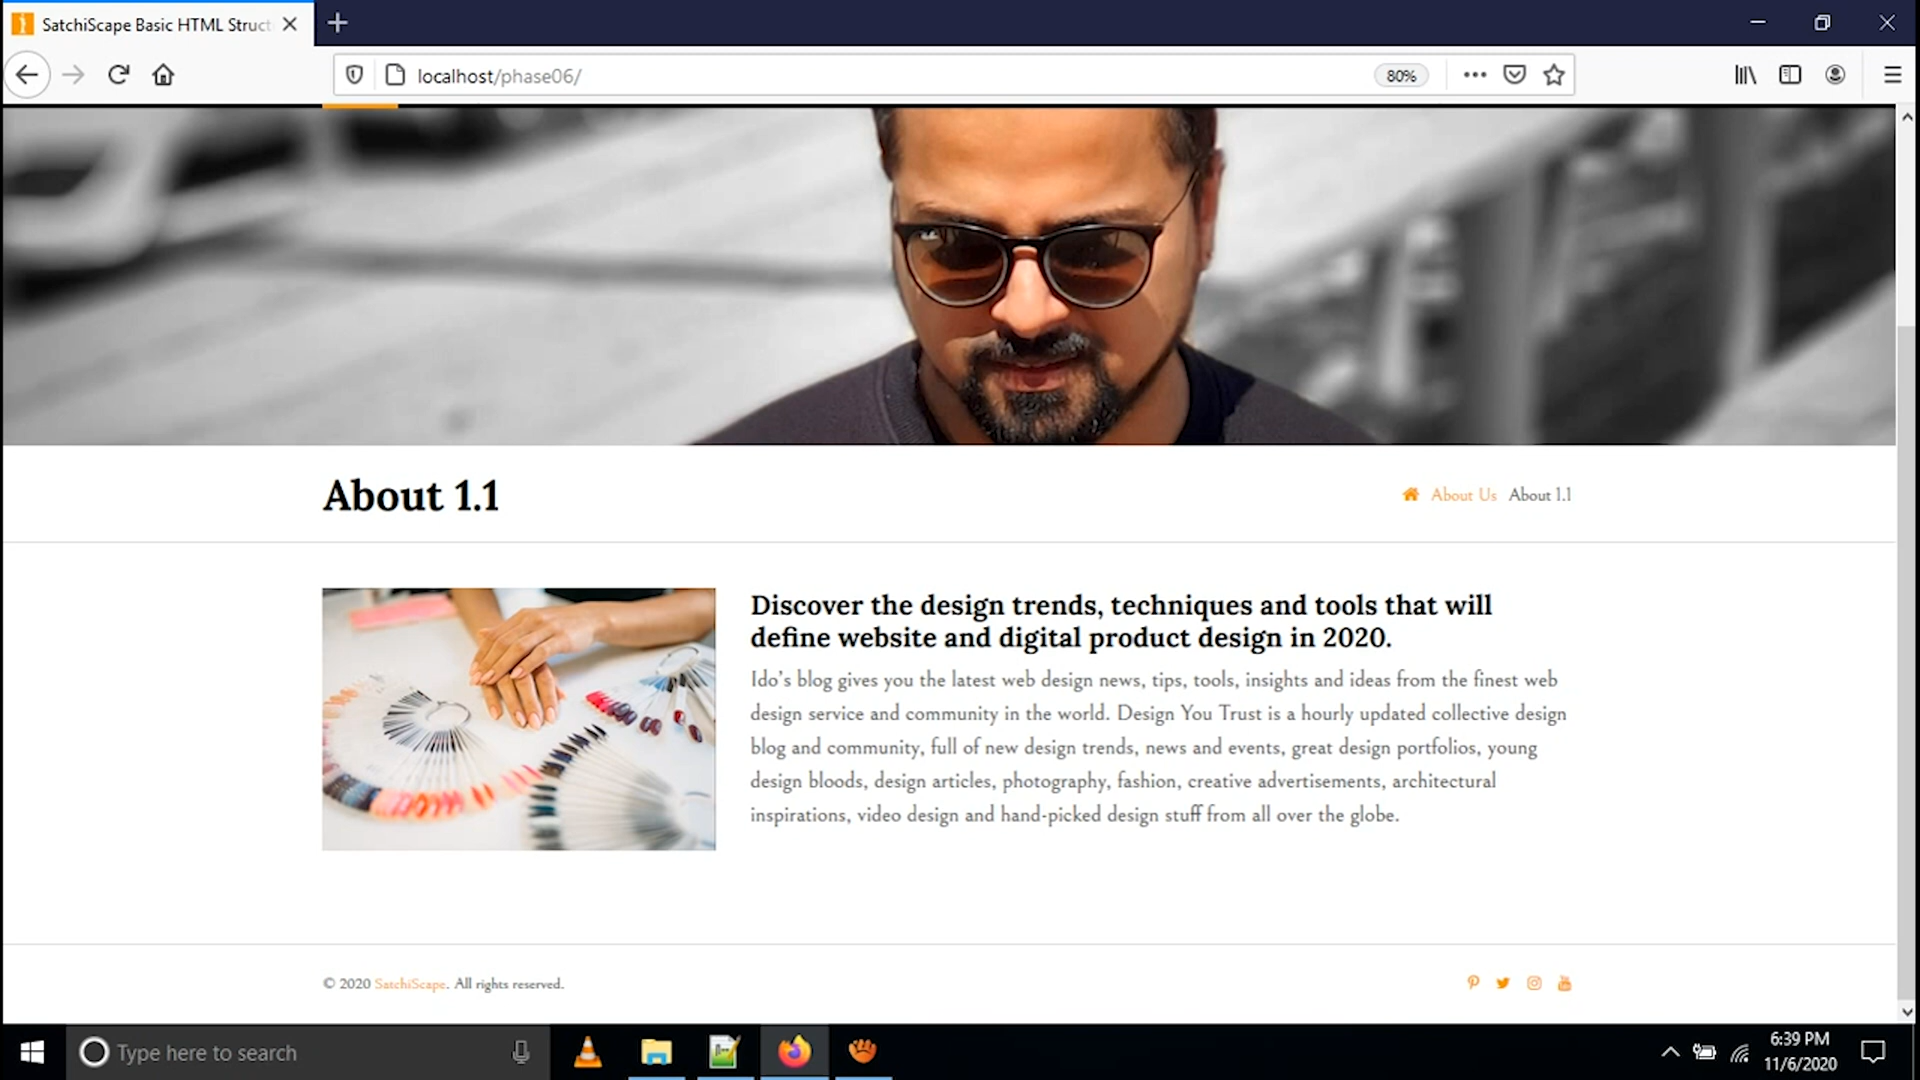 SatchiScape Basic HTML Struct
localhost/phase06/
80%
About 1.1
About Us About 1.1
Discover the design trends, techniques and tools that will
define website and digital product design in 2020.
Ido's blog gives you the latest web design news, tips, tools, insights and ideas from the finest web
design service and community in the world. Design You Trust is a hourly updated collective design
blog and community, full of new design trends, news and events, great design portfolios, young
design bloods, design articles, photography, fashion, creative advertisements, architectural
inspirations, video design and hand-picked design stuff from all over the globe.
© 2020 SatchiScape. All rights reserved.
Type here to search
6:39 PM
11/6/2020